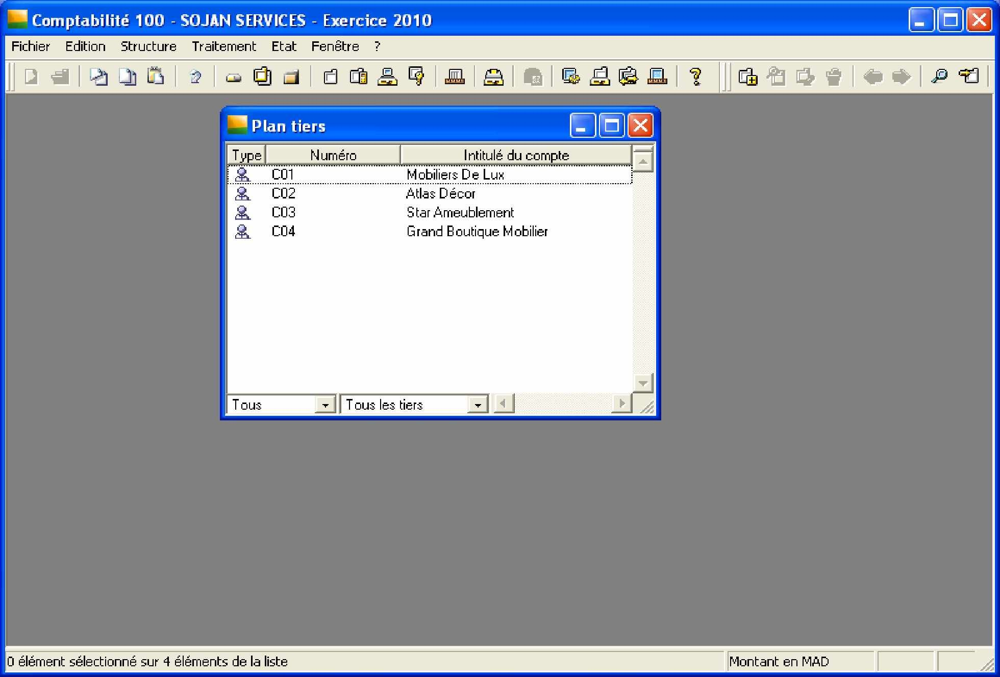 Comptabilité 100 - SOJAN SERVICES - Exercice 2010
Fichier Edition Structure Traitement Etat Fenêtre ?
Plan tiers
Type Numéro Intitulé du compte
C01 Mobiliers De Lux
C02 Atlas Décor
C03 Star Ameublement
C04 Grand Boutique Mobilier
Tous Tous les tiers
0 élément sélectionné sur 4 éléments de la liste Montant en MAD